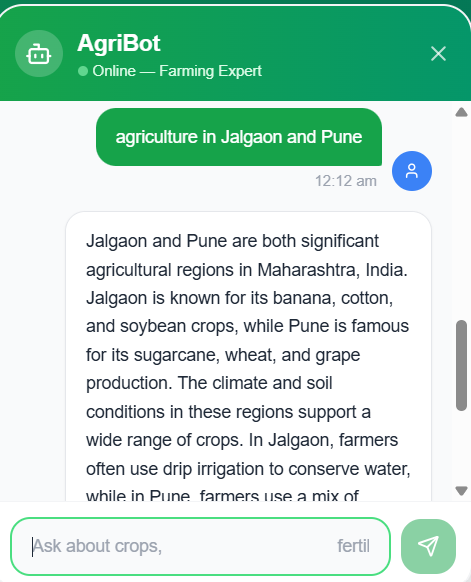 AgriBot
Online — Farming Expert
agriculture in Jalgaon and Pune
12:12 am
Jalgaon and Pune are both significant
agricultural regions in Maharashtra, India.
Jalgaon is known for its banana, cotton,
and soybean crops, while Pune is famous
for its sugarcane, wheat, and grape
production. The climate and soil
conditions in these regions support a
wide range of crops. In Jalgaon, farmers
often use drip irrigation to conserve water,
while in Pune, farmers use a mix of
Ask about crops, fertil